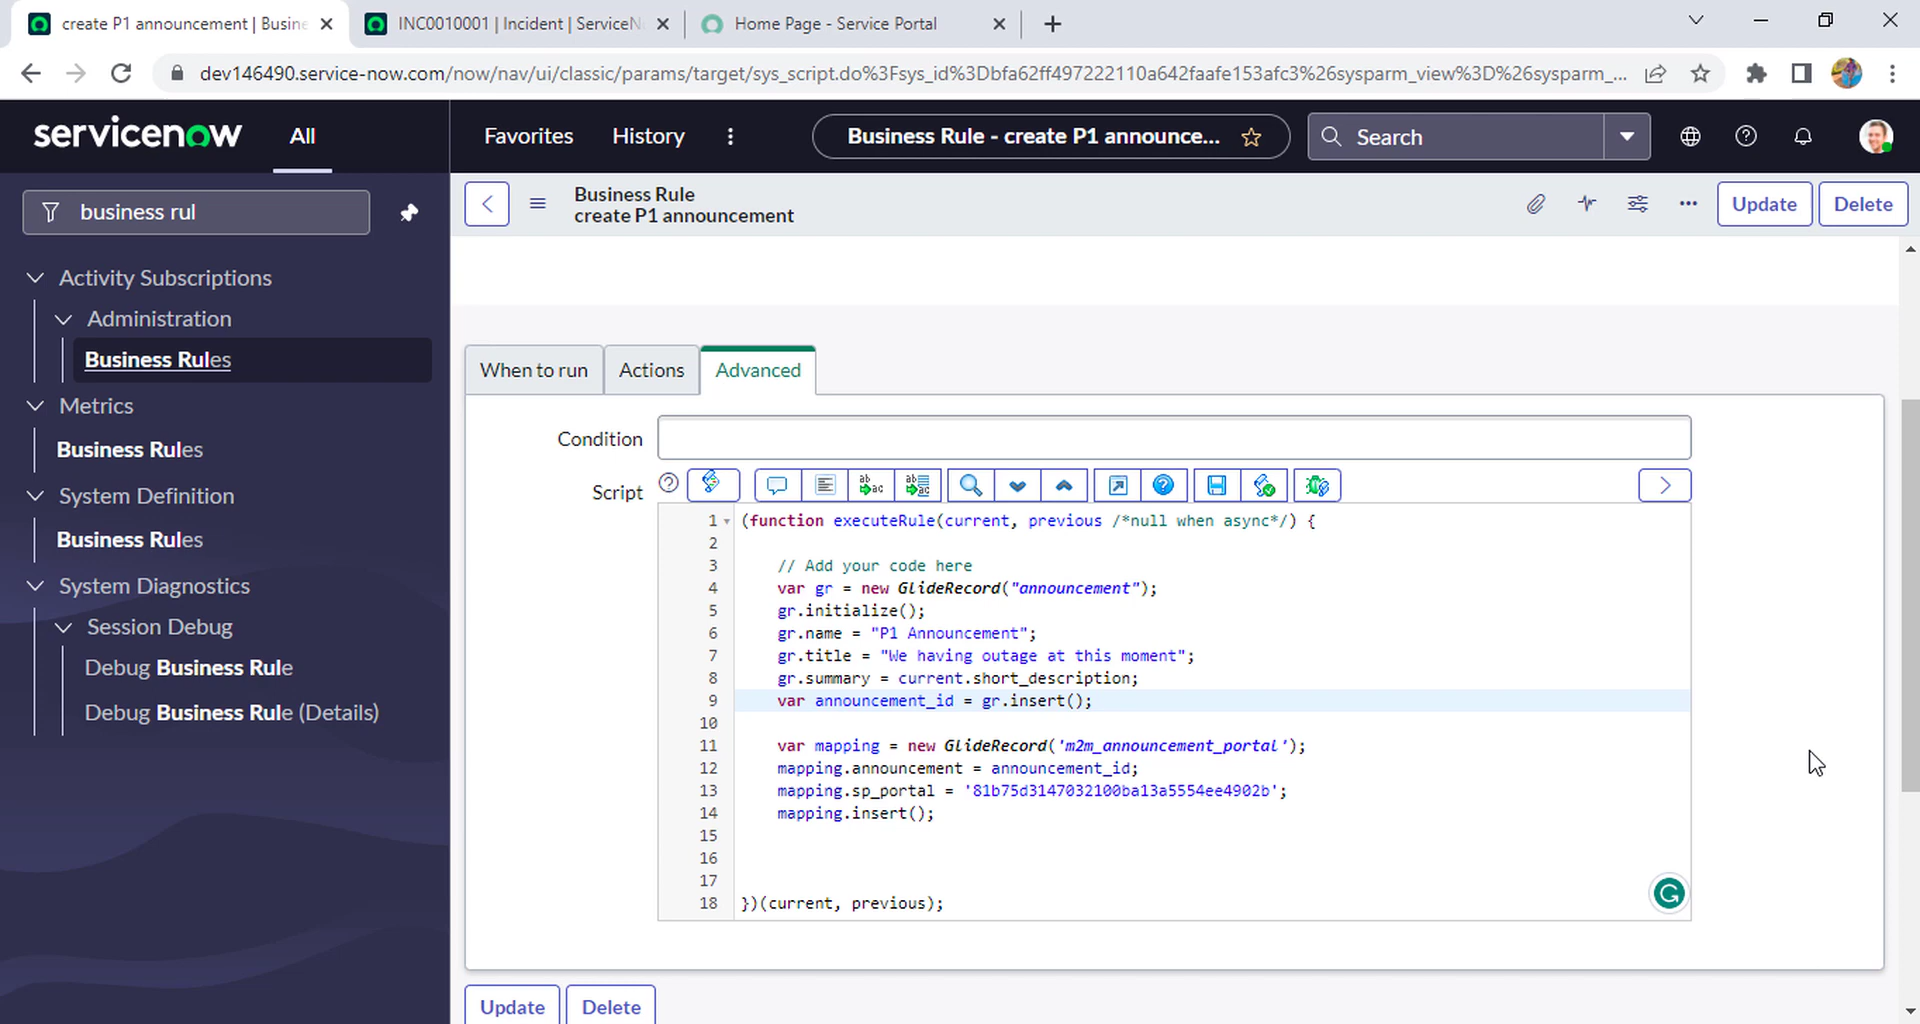 create P1 announcement | Busine
INC0010001 | Incident | ServiceN
Home Page - Service Portal
dev146490.service-now.com/now/nav/ui/classic/params/target/sys_script.do%3Fsys_id%3Dbfa62ff497222110a642faafe153afc3%26sysparm_view%3D%26sysparm_...
servicenow
All
Favorites
History
Business Rule - create P1 announce...
Search
business rul
Business Rule
create P1 announcement
Update
Delete
Activity Subscriptions
Administration
Business Rules
Metrics
Business Rules
System Definition
Business Rules
System Diagnostics
Session Debug
Debug Business Rule
Debug Business Rule (Details)
When to run
Actions
Advanced
Condition
Script
1 (function executeRule(current, previous /*null when async*/) {
2
3 // Add your code here
4 var gr = new GlideRecord("announcement");
5 gr.initialize();
6 gr.name = "P1 Announcement";
7 gr.title = "We having outage at this moment";
8 gr.summary = current.short_description;
9 var announcement_id = gr.insert();
10
11 var mapping = new GlideRecord('m2m_announcement_portal');
12 mapping.announcement = announcement_id;
13 mapping.sp_portal = '81b75d3147032100ba13a5554ee4902b';
14 mapping.insert();
15
16
17
18 })(current, previous);
Update
Delete